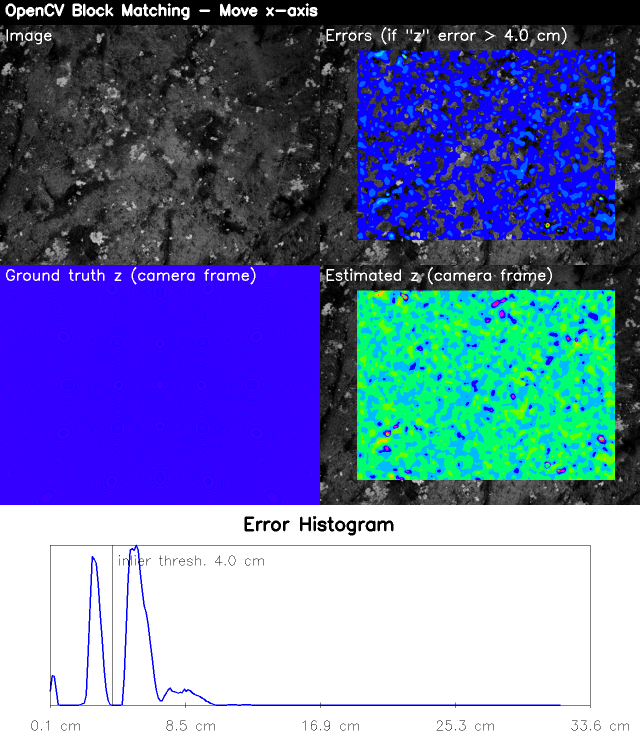 OpenCV Block Matching - Move x-axis
Image
Errors (if "z" error > 4.0 cm)
Ground truth z (camera frame)
Estimated z (camera frame)
Error Histogram
inlier thresh. 4.0 cm
0.1 cm 8.5 cm 16.9 cm 25.3 cm 33.6 cm